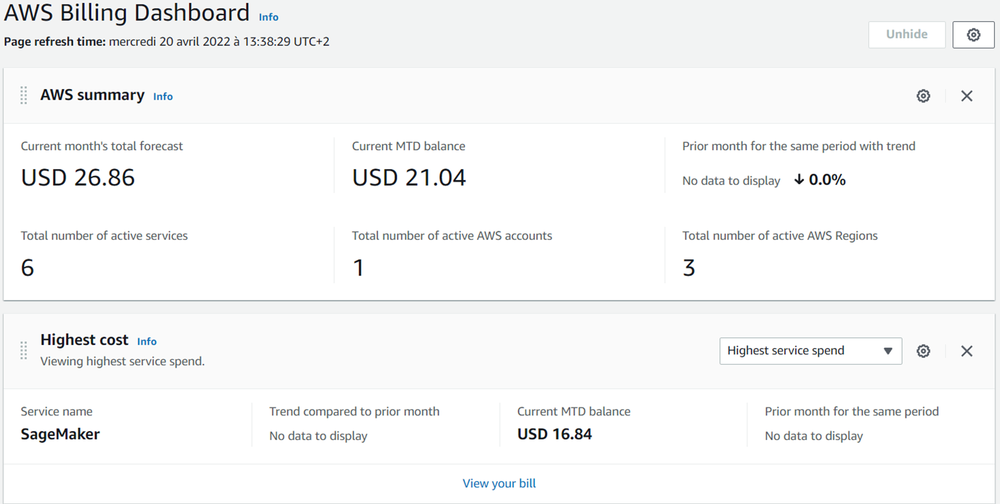 AWS Billing Dashboard Info
Page refresh time: mercredi 20 avril 2022 à 13:38:29 UTC+2
Unhide
AWS summary Info
Current month's total forecast
USD 26.86
Current MTD balance
USD 21.04
Prior month for the same period with trend
No data to display ↓ 0.0%
Total number of active services
6
Total number of active AWS accounts
1
Total number of active AWS Regions
3
Highest cost Info
Viewing highest service spend.
Highest service spend
Service name
SageMaker
Trend compared to prior month
No data to display
Current MTD balance
USD 16.84
Prior month for the same period
No data to display
View your bill